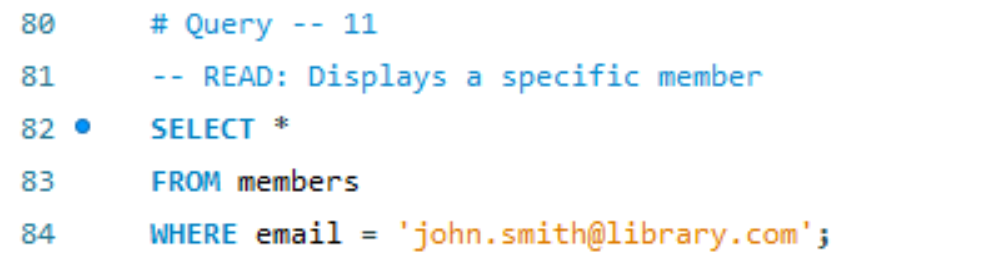 80 # Query -- 11
81 -- READ: Displays a specific member
82 SELECT *
83 FROM members
84 WHERE email = 'john.smith@library.com';